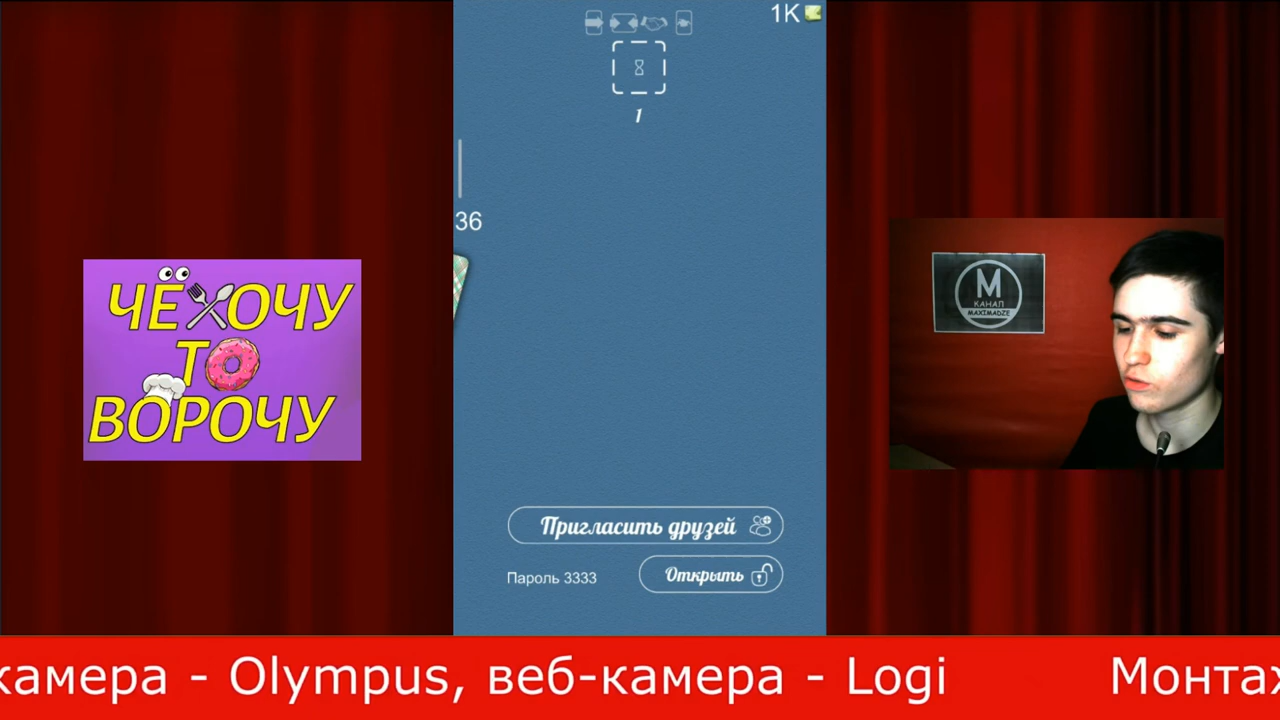 1K
1
36
ЧЁ ХОЧУ
ТО
ВОРОЧУ
М
КАНАЛ
MAXIMADZE
Пригласить друзей
Пароль 3333
Открыть
камера - Olympus, веб-камера - Logi
Монтаж